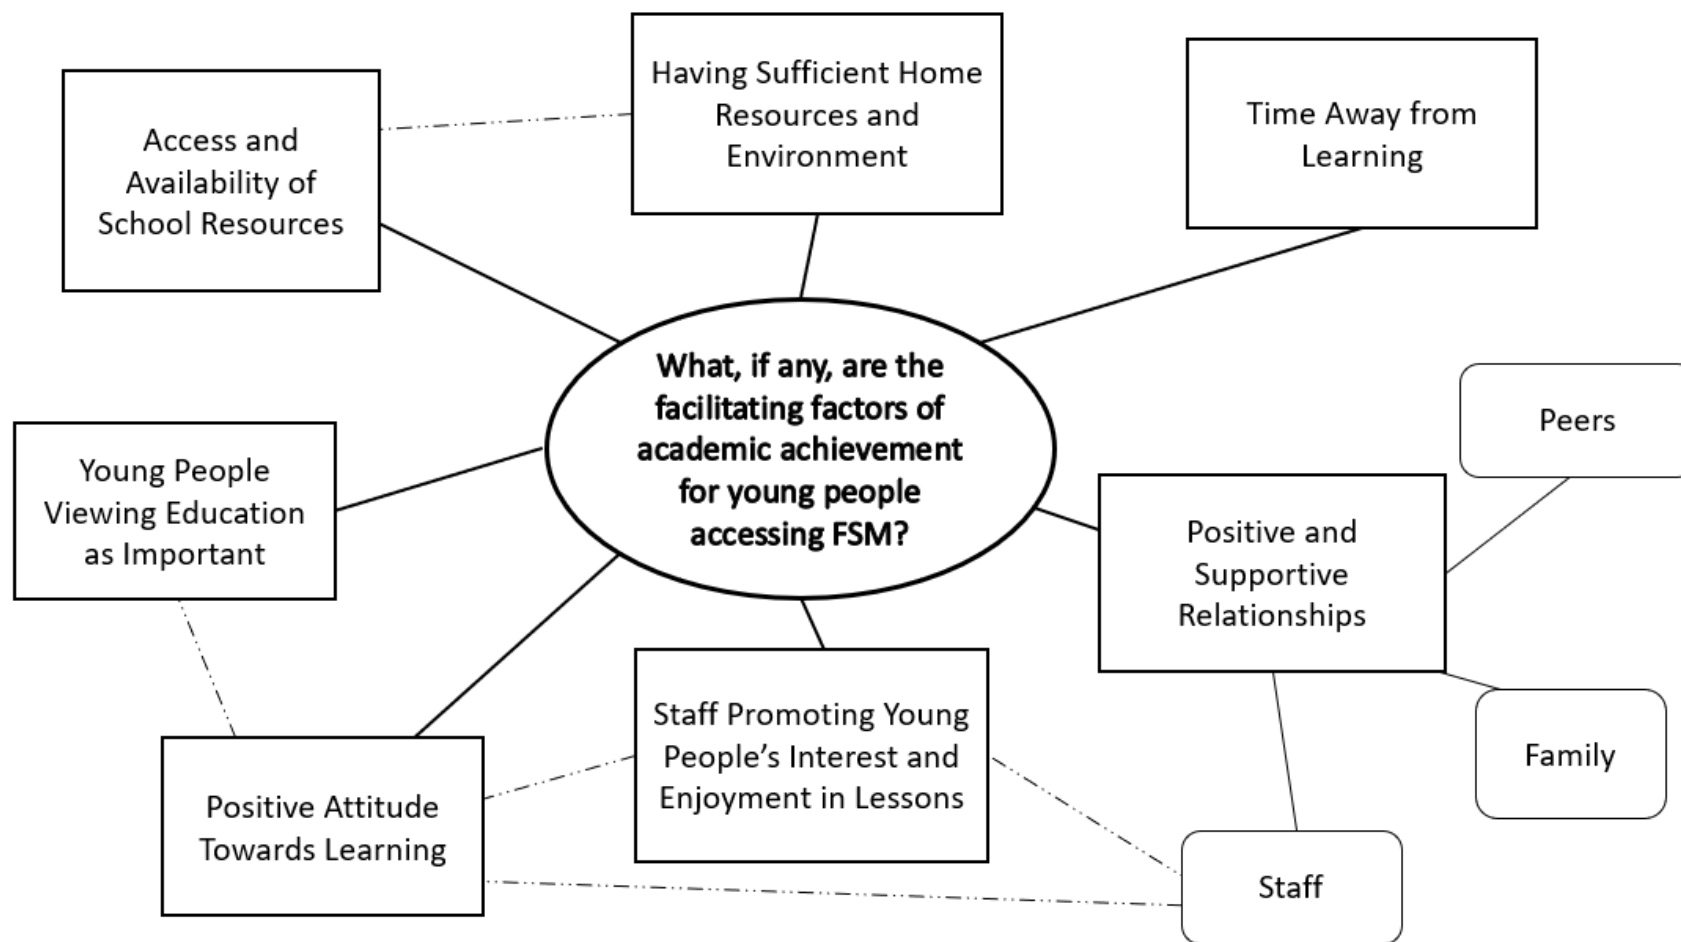 Having Sufficient Home
Resources and
Environment
Time Away from
Learning
Access and
Availability of
School Resources
What, if any, are the
facilitating factors of
academic achievement
for young people
accessing FSM?
Peers
Young People
Viewing Education
as Important
Positive and
Supportive
Relationships
Staff Promoting Young
People’s Interest and
Enjoyment in Lessons
Family
Positive Attitude
Towards Learning
Staff